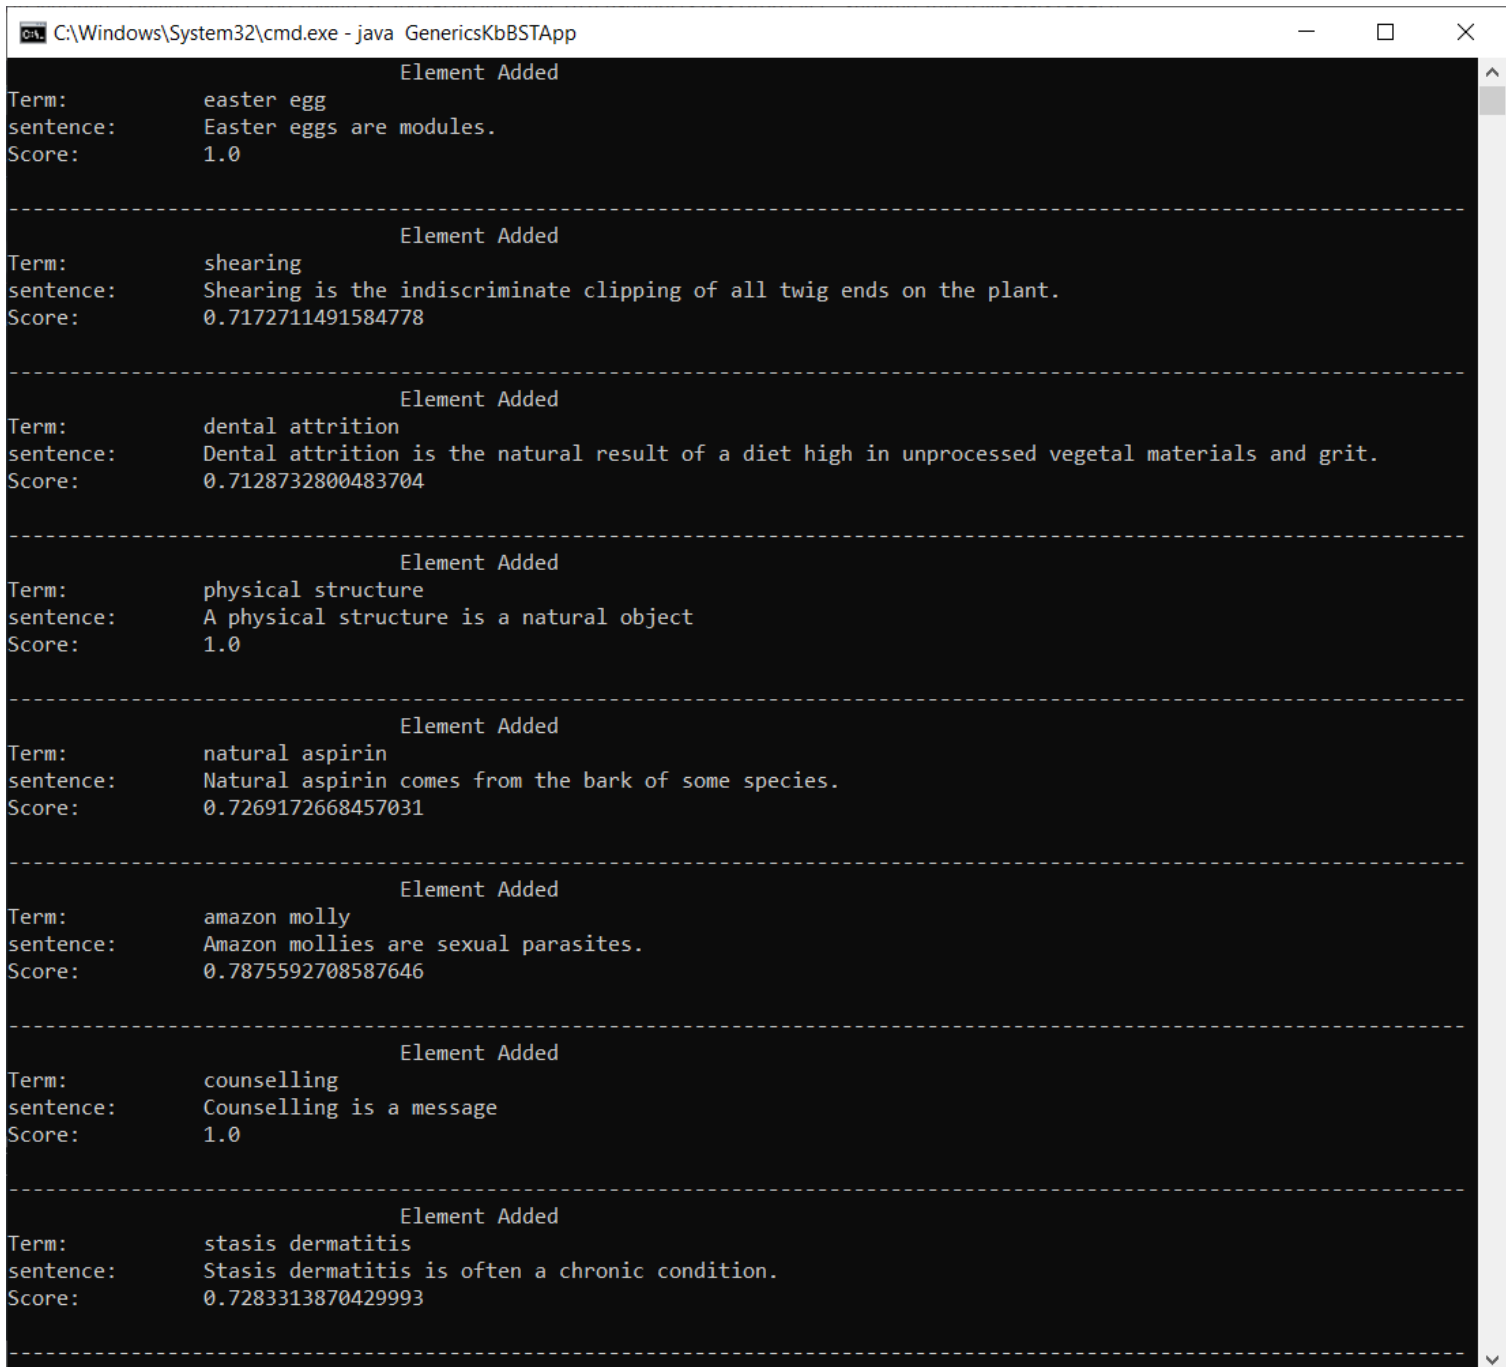 C:\Windows\System32\cmd.exe - java  GenericsKbBSTApp
Element Added
Term: easter egg
sentence: Easter eggs are modules.
Score: 1.0
------------------------------------------------------------------------------------------------------------------------
Element Added
Term: shearing
sentence: Shearing is the indiscriminate clipping of all twig ends on the plant.
Score: 0.7172711491584778
------------------------------------------------------------------------------------------------------------------------
Element Added
Term: dental attrition
sentence: Dental attrition is the natural result of a diet high in unprocessed vegetal materials and grit.
Score: 0.7128732800483704
------------------------------------------------------------------------------------------------------------------------
Element Added
Term: physical structure
sentence: A physical structure is a natural object
Score: 1.0
------------------------------------------------------------------------------------------------------------------------
Element Added
Term: natural aspirin
sentence: Natural aspirin comes from the bark of some species.
Score: 0.7269172668457031
------------------------------------------------------------------------------------------------------------------------
Element Added
Term: amazon molly
sentence: Amazon mollies are sexual parasites.
Score: 0.7875592708587646
------------------------------------------------------------------------------------------------------------------------
Element Added
Term: counselling
sentence: Counselling is a message
Score: 1.0
------------------------------------------------------------------------------------------------------------------------
Element Added
Term: stasis dermatitis
sentence: Stasis dermatitis is often a chronic condition.
Score: 0.7283313870429993
------------------------------------------------------------------------------------------------------------------------